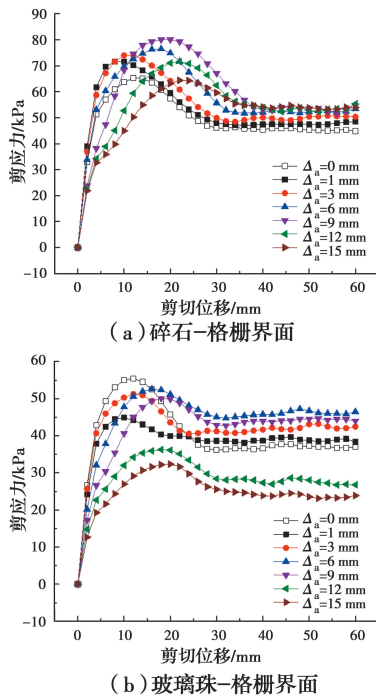 90
80
70
60
50
40
30
20
10
0
-10
剪应力/kPa
Δa=0 mm
Δa=1 mm
Δa=3 mm
Δa=6 mm
Δa=9 mm
Δa=12 mm
Δa=15 mm
0 10 20 30 40 50 60
剪切位移/mm
(a)碎石-格栅界面
60
50
40
30
20
10
0
-10
剪应力/kPa
Δa=0 mm
Δa=1 mm
Δa=3 mm
Δa=6 mm
Δa=9 mm
Δa=12 mm
Δa=15 mm
0 10 20 30 40 50 60
剪切位移/mm
(b)玻璃珠-格栅界面